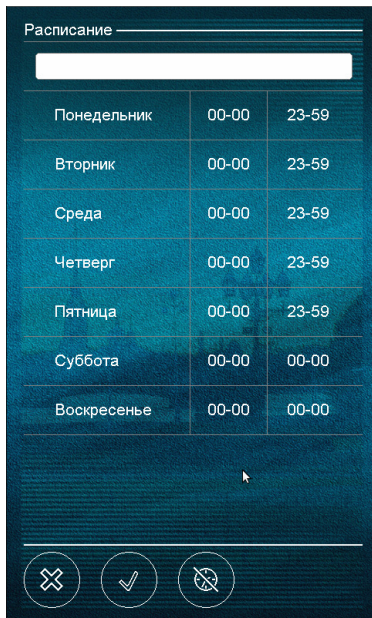 Расписание
Понедельник 00-00 23-59
Вторник 00-00 23-59
Среда 00-00 23-59
Четверг 00-00 23-59
Пятница 00-00 23-59
Суббота 00-00 00-00
Воскресенье 00-00 00-00